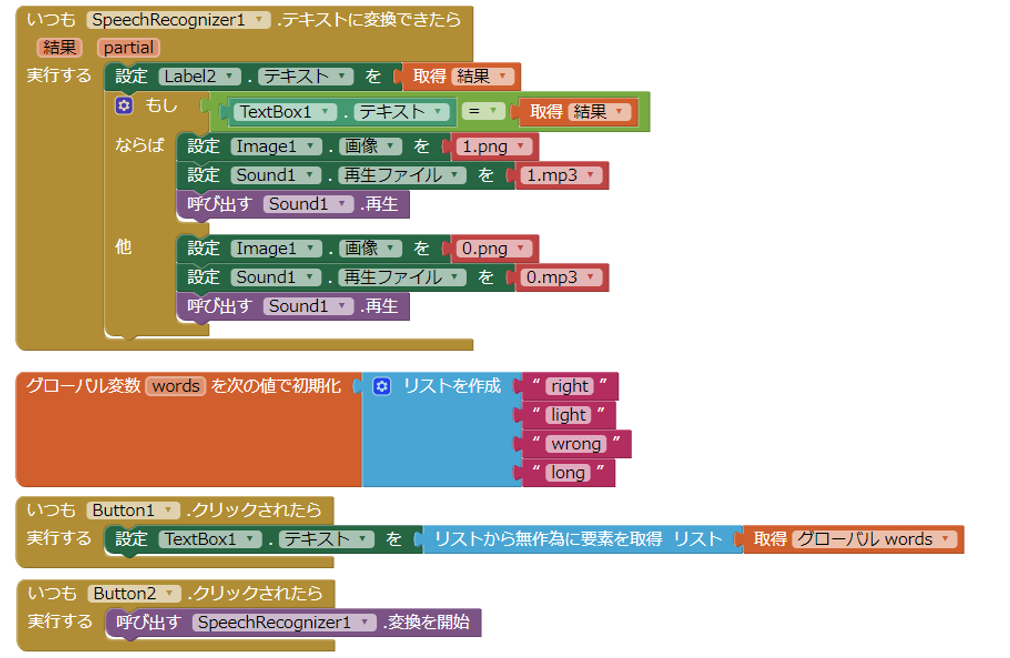 いつも SpeechRecognizer1 .テキストに変換できたら
結果 partial
実行する 設定 Label2 . テキスト を 取得 結果
もし TextBox1 . テキスト = 取得 結果
ならば 設定 Image1 . 画像 を 1.png
設定 Sound1 . 再生ファイル を 1.mp3
呼び出す Sound1 .再生
他 設定 Image1 . 画像 を 0.png
設定 Sound1 . 再生ファイル を 0.mp3
呼び出す Sound1 .再生
グローバル変数 words を次の値で初期化 リストを作成 “ right ”
“ light ”
“ wrong ”
“ long ”
いつも Button1 .クリックされたら
実行する 設定 TextBox1 . テキスト を リストから無作為に要素を取得 リスト 取得 グローバル words
いつも Button2 .クリックされたら
実行する 呼び出す SpeechRecognizer1 .変換を開始